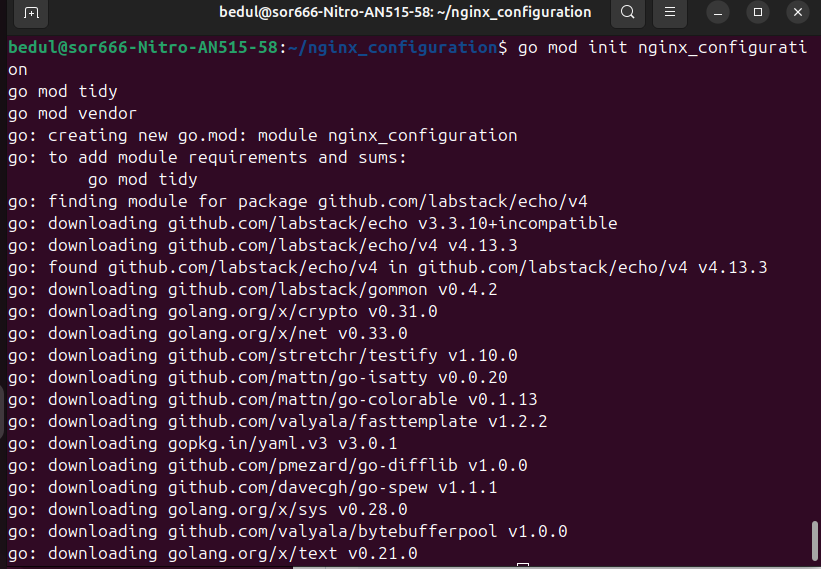 bedul@sor666-Nitro-AN515-58: ~/nginx_configuration
bedul@sor666-Nitro-AN515-58:~/nginx_configuration$ go mod init nginx_configurati
on
go mod tidy
go mod vendor
go: creating new go.mod: module nginx_configuration
go: to add module requirements and sums:
        go mod tidy
go: finding module for package github.com/labstack/echo/v4
go: downloading github.com/labstack/echo v3.3.10+incompatible
go: downloading github.com/labstack/echo/v4 v4.13.3
go: found github.com/labstack/echo/v4 in github.com/labstack/echo/v4 v4.13.3
go: downloading github.com/labstack/gommon v0.4.2
go: downloading golang.org/x/crypto v0.31.0
go: downloading golang.org/x/net v0.33.0
go: downloading github.com/stretchr/testify v1.10.0
go: downloading github.com/mattn/go-isatty v0.0.20
go: downloading github.com/mattn/go-colorable v0.1.13
go: downloading github.com/valyala/fasttemplate v1.2.2
go: downloading gopkg.in/yaml.v3 v3.0.1
go: downloading github.com/pmezard/go-difflib v1.0.0
go: downloading github.com/davecgh/go-spew v1.1.1
go: downloading golang.org/x/sys v0.28.0
go: downloading github.com/valyala/bytebufferpool v1.0.0
go: downloading golang.org/x/text v0.21.0